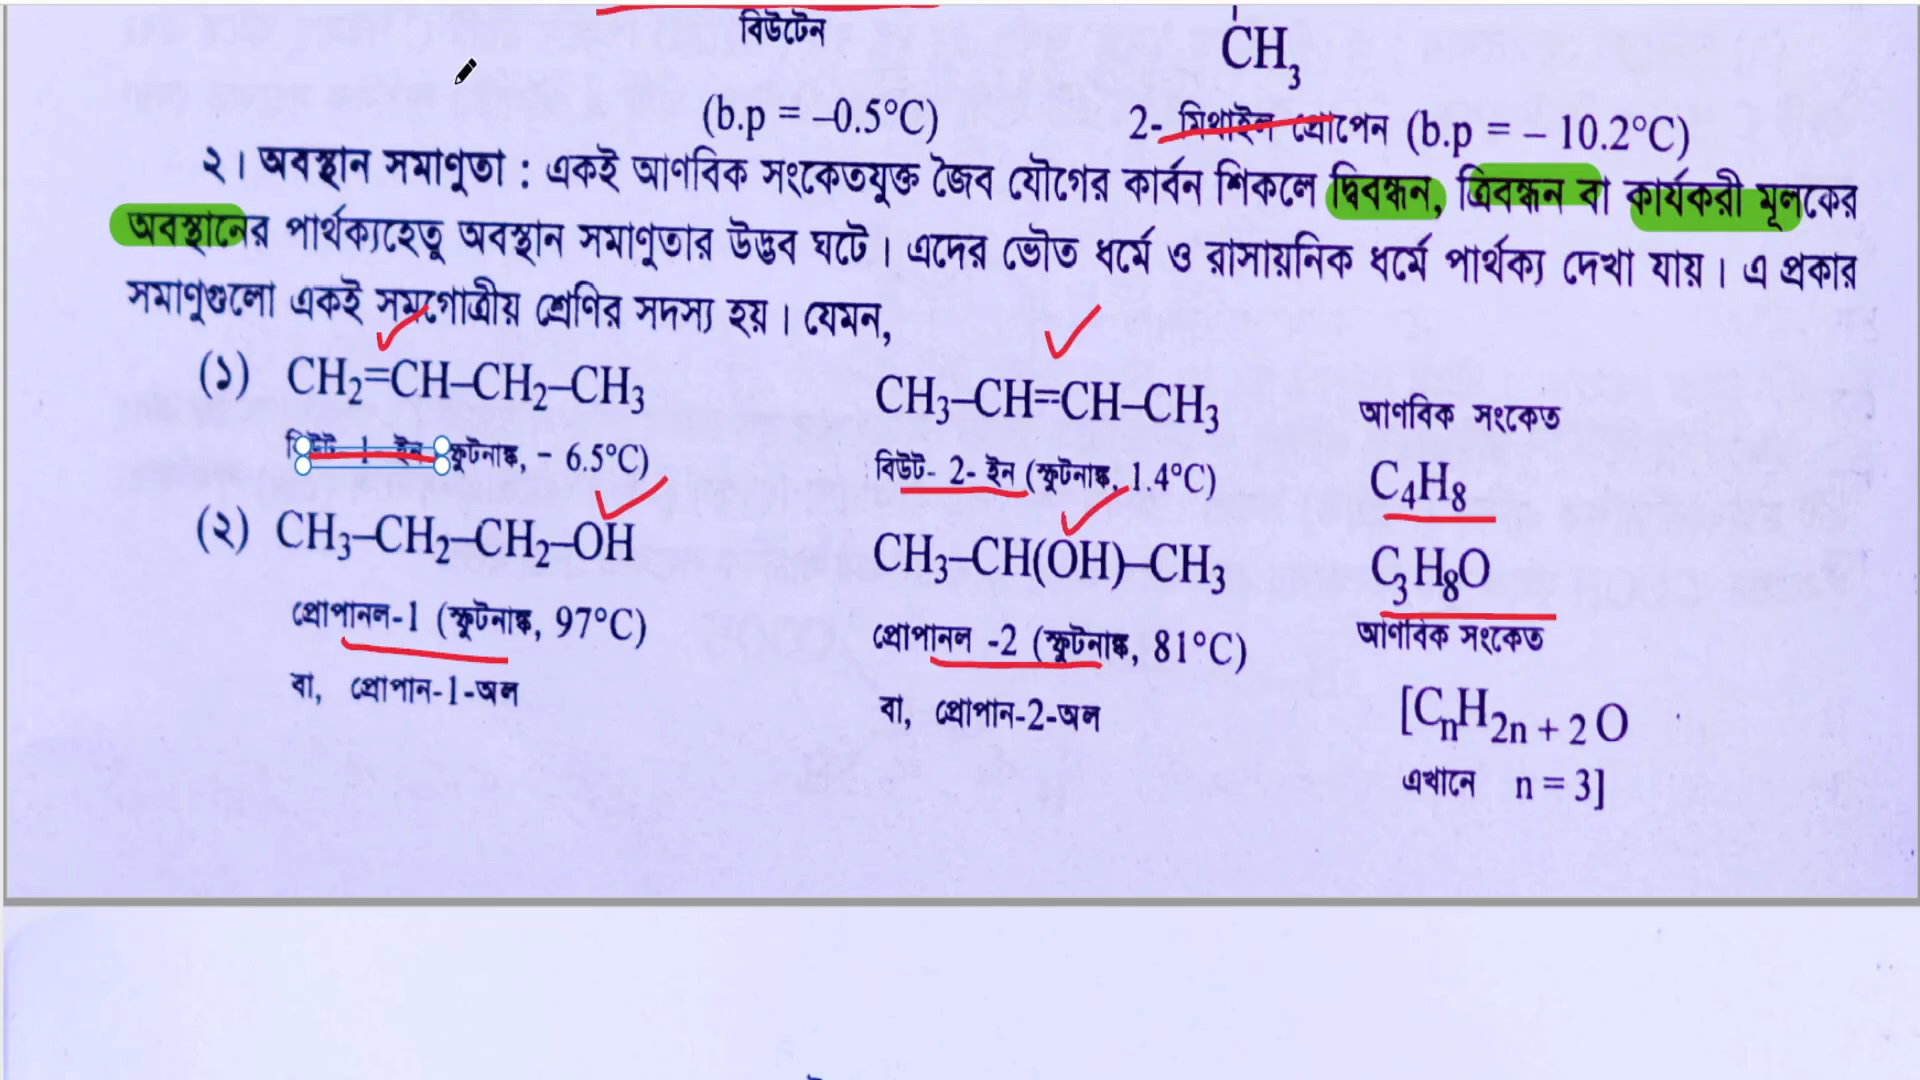 বিউটেন
CH3
(b.p = –0.5°C)
2- মিথাইল প্রোপেন (b.p = – 10.2°C)
২। অবস্থান সমাণুতা : একই আণবিক সংকেতযুক্ত জৈব যৌগের কার্বন শিকলে দ্বিবন্ধন, ত্রিবন্ধন বা কার্যকরী মূলকের
অবস্থানের পার্থক্যহেতু অবস্থান সমাণুতার উদ্ভব ঘটে। এদের ভৌত ধর্মে ও রাসায়নিক ধর্মে পার্থক্য দেখা যায়। এ প্রকার
সমাণুগুলো একই সমগোত্রীয় শ্রেণির সদস্য হয়। যেমন,
(১) CH2=CH–CH2–CH3
CH3–CH=CH–CH3
আণবিক সংকেত
বিউট- 1- ইন স্ফুটনাঙ্ক, – 6.5°C)
বিউট- 2- ইন (স্ফুটনাঙ্ক, 1.4°C)
C4H8
(২) CH3–CH2–CH2–OH
CH3–CH(OH)–CH3
C3H8O
প্রোপানল-1 (স্ফুটনাঙ্ক, 97°C)
প্রোপানল -2 (স্ফুটনাঙ্ক, 81°C)
আণবিক সংকেত
বা, প্রোপান-1-অল
বা, প্রোপান-2-অল
[CnH2n + 2 O
এখানে n = 3]